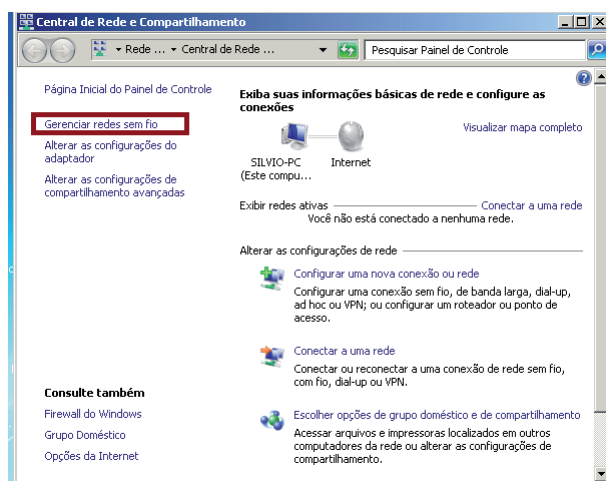 Central de Rede e Compartilhamento
Rede ... Central de Rede ...
Pesquisar Painel de Controle
Página Inicial do Painel de Controle
Gerenciar redes sem fio
Alterar as configurações do
adaptador
Alterar as configurações de
compartilhamento avançadas
Consulte também
Firewall do Windows
Grupo Doméstico
Opções da Internet
Exiba suas informações básicas de rede e configure as
conexões
Visualizar mapa completo
SILVIO-PC Internet
(Este compu...
Exibir redes ativas Conectar a uma rede
Você não está conectado a nenhuma rede.
Alterar as configurações de rede
Configurar uma nova conexão ou rede
Configurar uma conexão sem fio, de banda larga, dial-up,
ad hoc ou VPN; ou configurar um roteador ou ponto de
acesso.
Conectar a uma rede
Conectar ou reconectar a uma conexão de rede sem fio,
com fio, dial-up ou VPN.
Escolher opções de grupo doméstico e de compartilhamento
Acessar arquivos e impressoras localizados em outros
computadores da rede ou alterar as configurações de
compartilhamento.